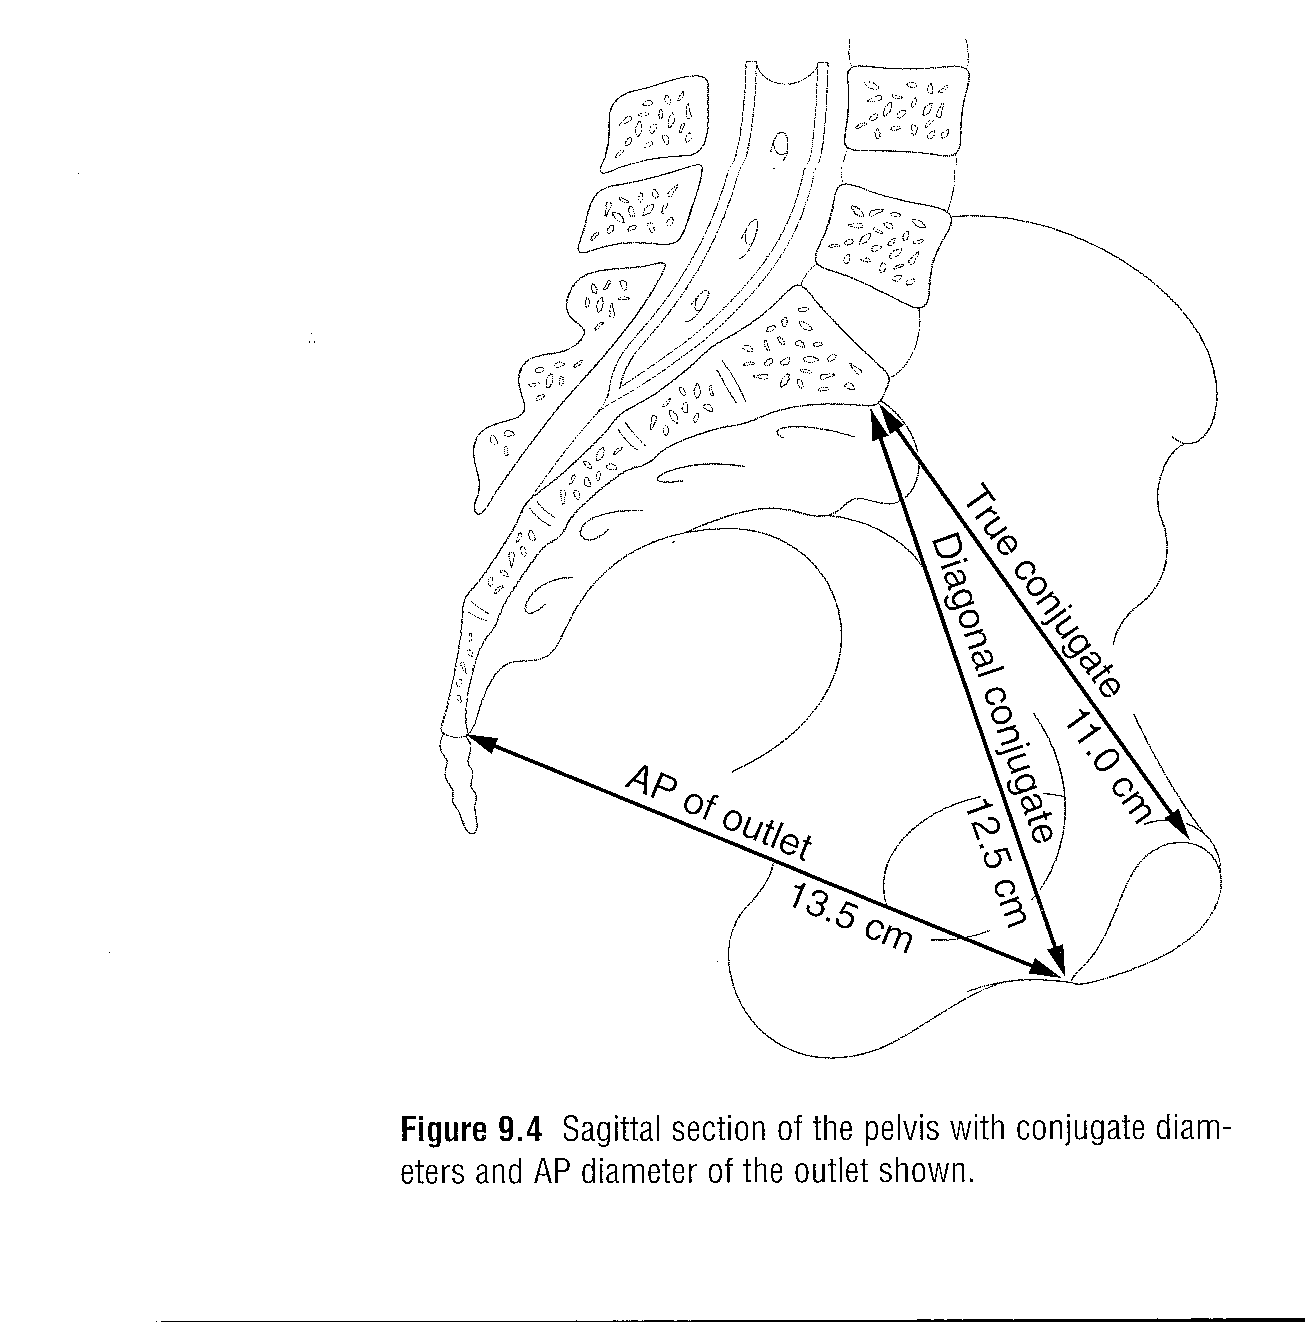 True conjugate
11.0 cm
Diagonal conjugate
12.5 cm
AP of outlet
13.5 cm
Figure 9.4 Sagittal section of the pelvis with conjugate diam-
eters and AP diameter of the outlet shown.